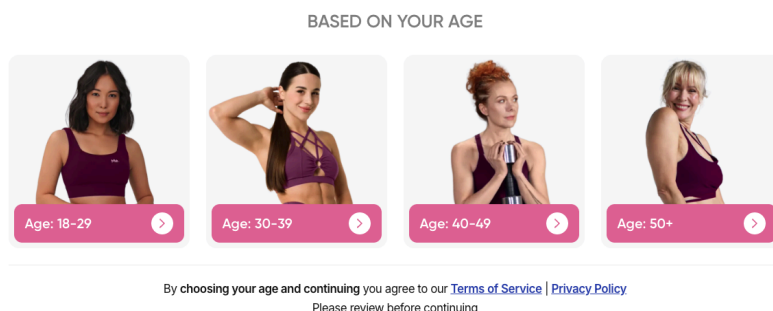 BASED ON YOUR AGE
Age: 18-29
Age: 30-39
Age: 40-49
Age: 50+
By choosing your age and continuing you agree to our Terms of Service | Privacy Policy
Please review before continuing